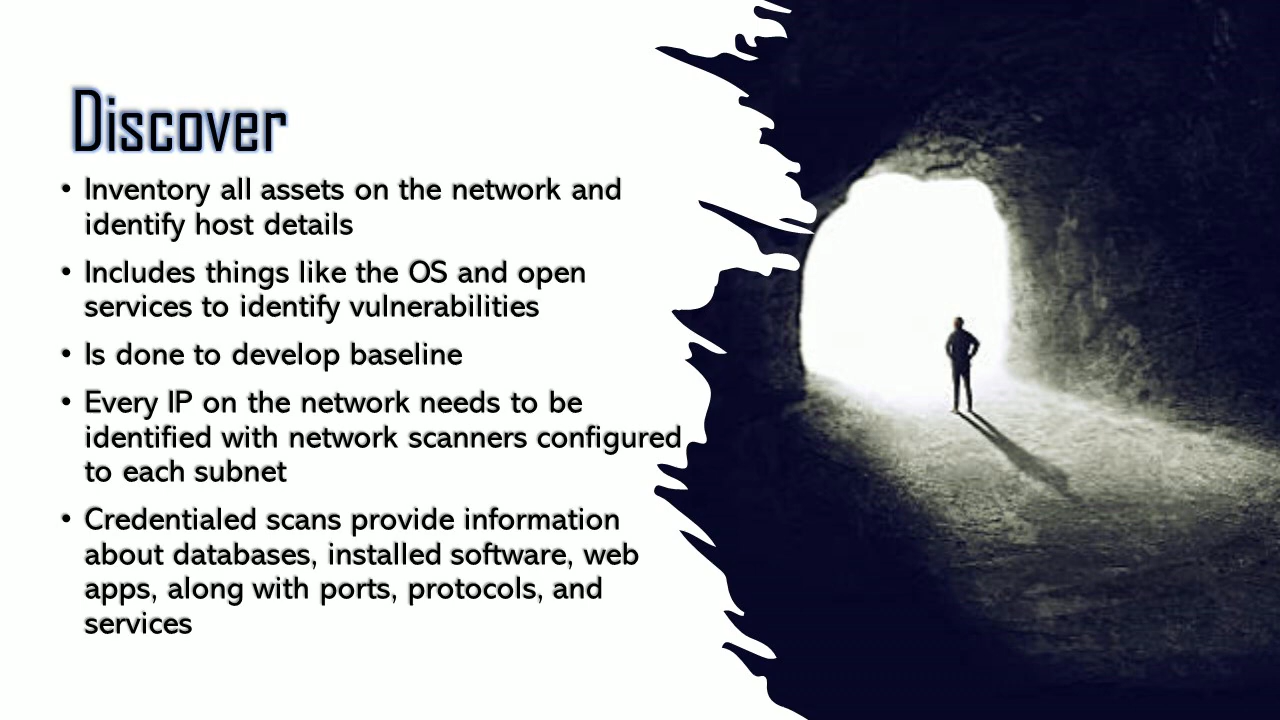 Discover
• Inventory all assets on the network and
identify host details
• Includes things like the OS and open
services to identify vulnerabilities
• Is done to develop baseline
• Every IP on the network needs to be
identified with network scanners configured
to each subnet
• Credentialed scans provide information
about databases, installed software, web
apps, along with ports, protocols, and
services